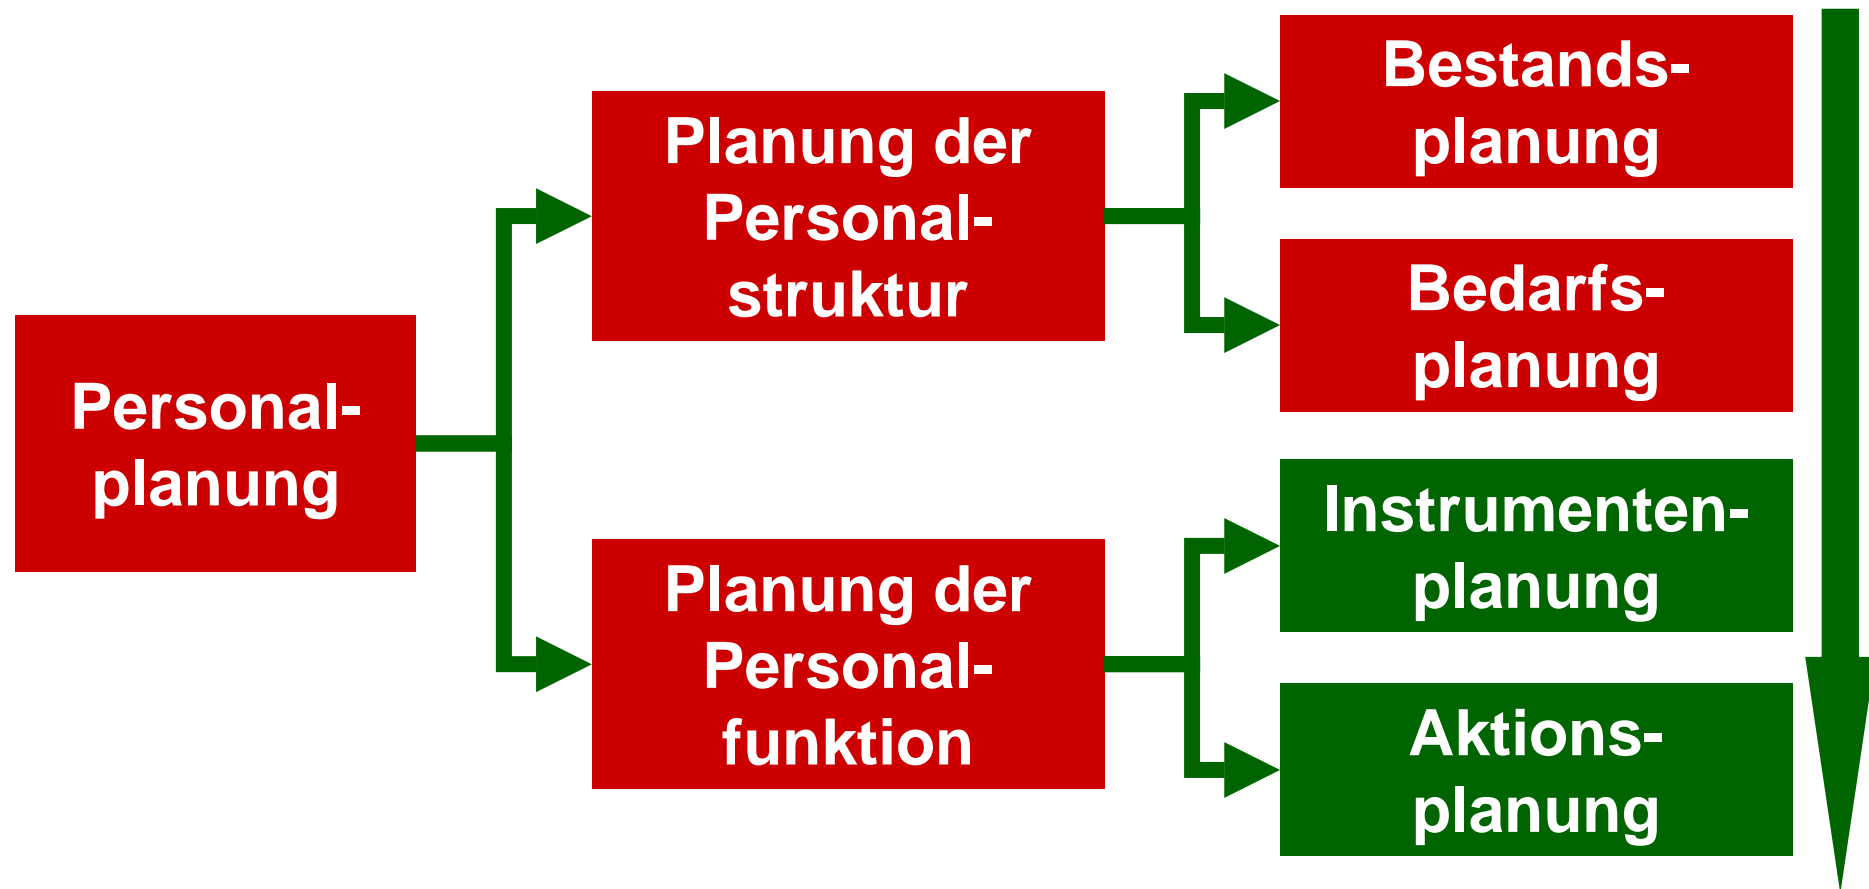 Personal-
planung
Planung der
Personal-
struktur
Planung der
Personal-
funktion
Bestands-
planung
Bedarfs-
planung
Instrumenten-
planung
Aktions-
planung